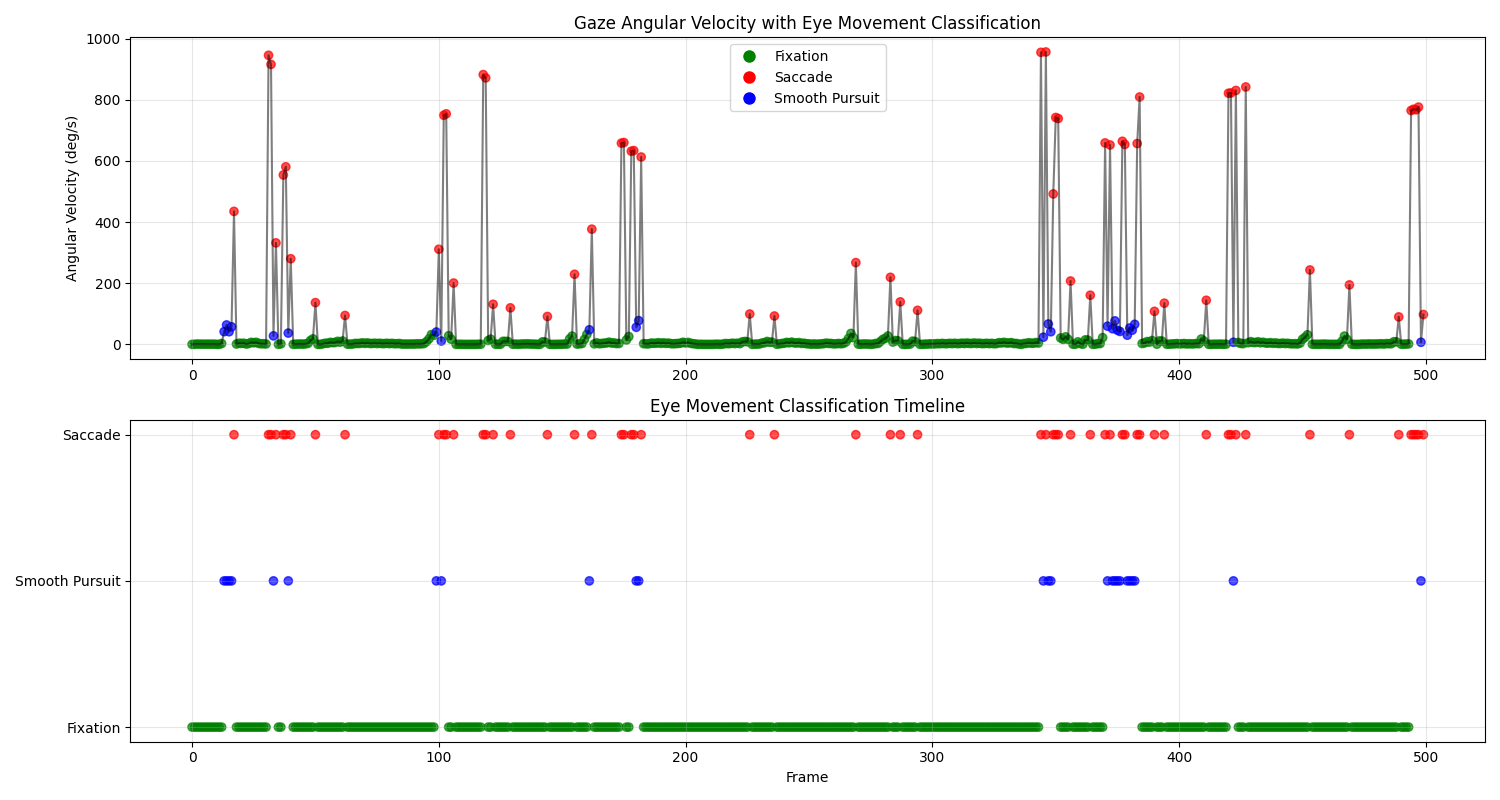 Gaze Angular Velocity with Eye Movement Classification
Angular Velocity (deg/s)
1000
800
600
400
200
0
Fixation
Saccade
Smooth Pursuit
0 100 200 300 400 500
Eye Movement Classification Timeline
Saccade
Smooth Pursuit
Fixation
0 100 200 300 400 500
Frame